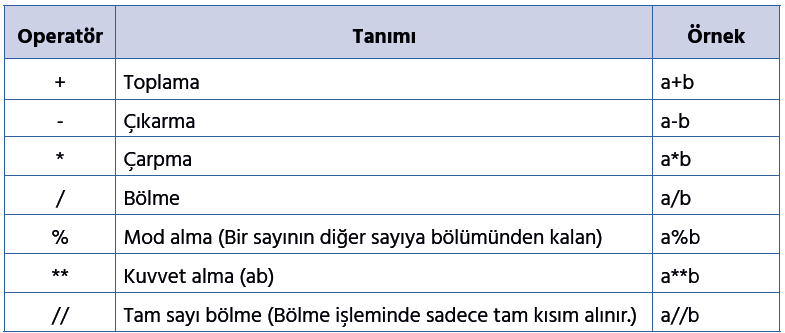 Operatör Tanımı Örnek
+ Toplama a+b
- Çıkarma a-b
* Çarpma a*b
/ Bölme a/b
% Mod alma (Bir sayının diğer sayıya bölümünden kalan) a%b
** Kuvvet alma (ab) a**b
// Tam sayı bölme (Bölme işleminde sadece tam kısım alınır.) a//b